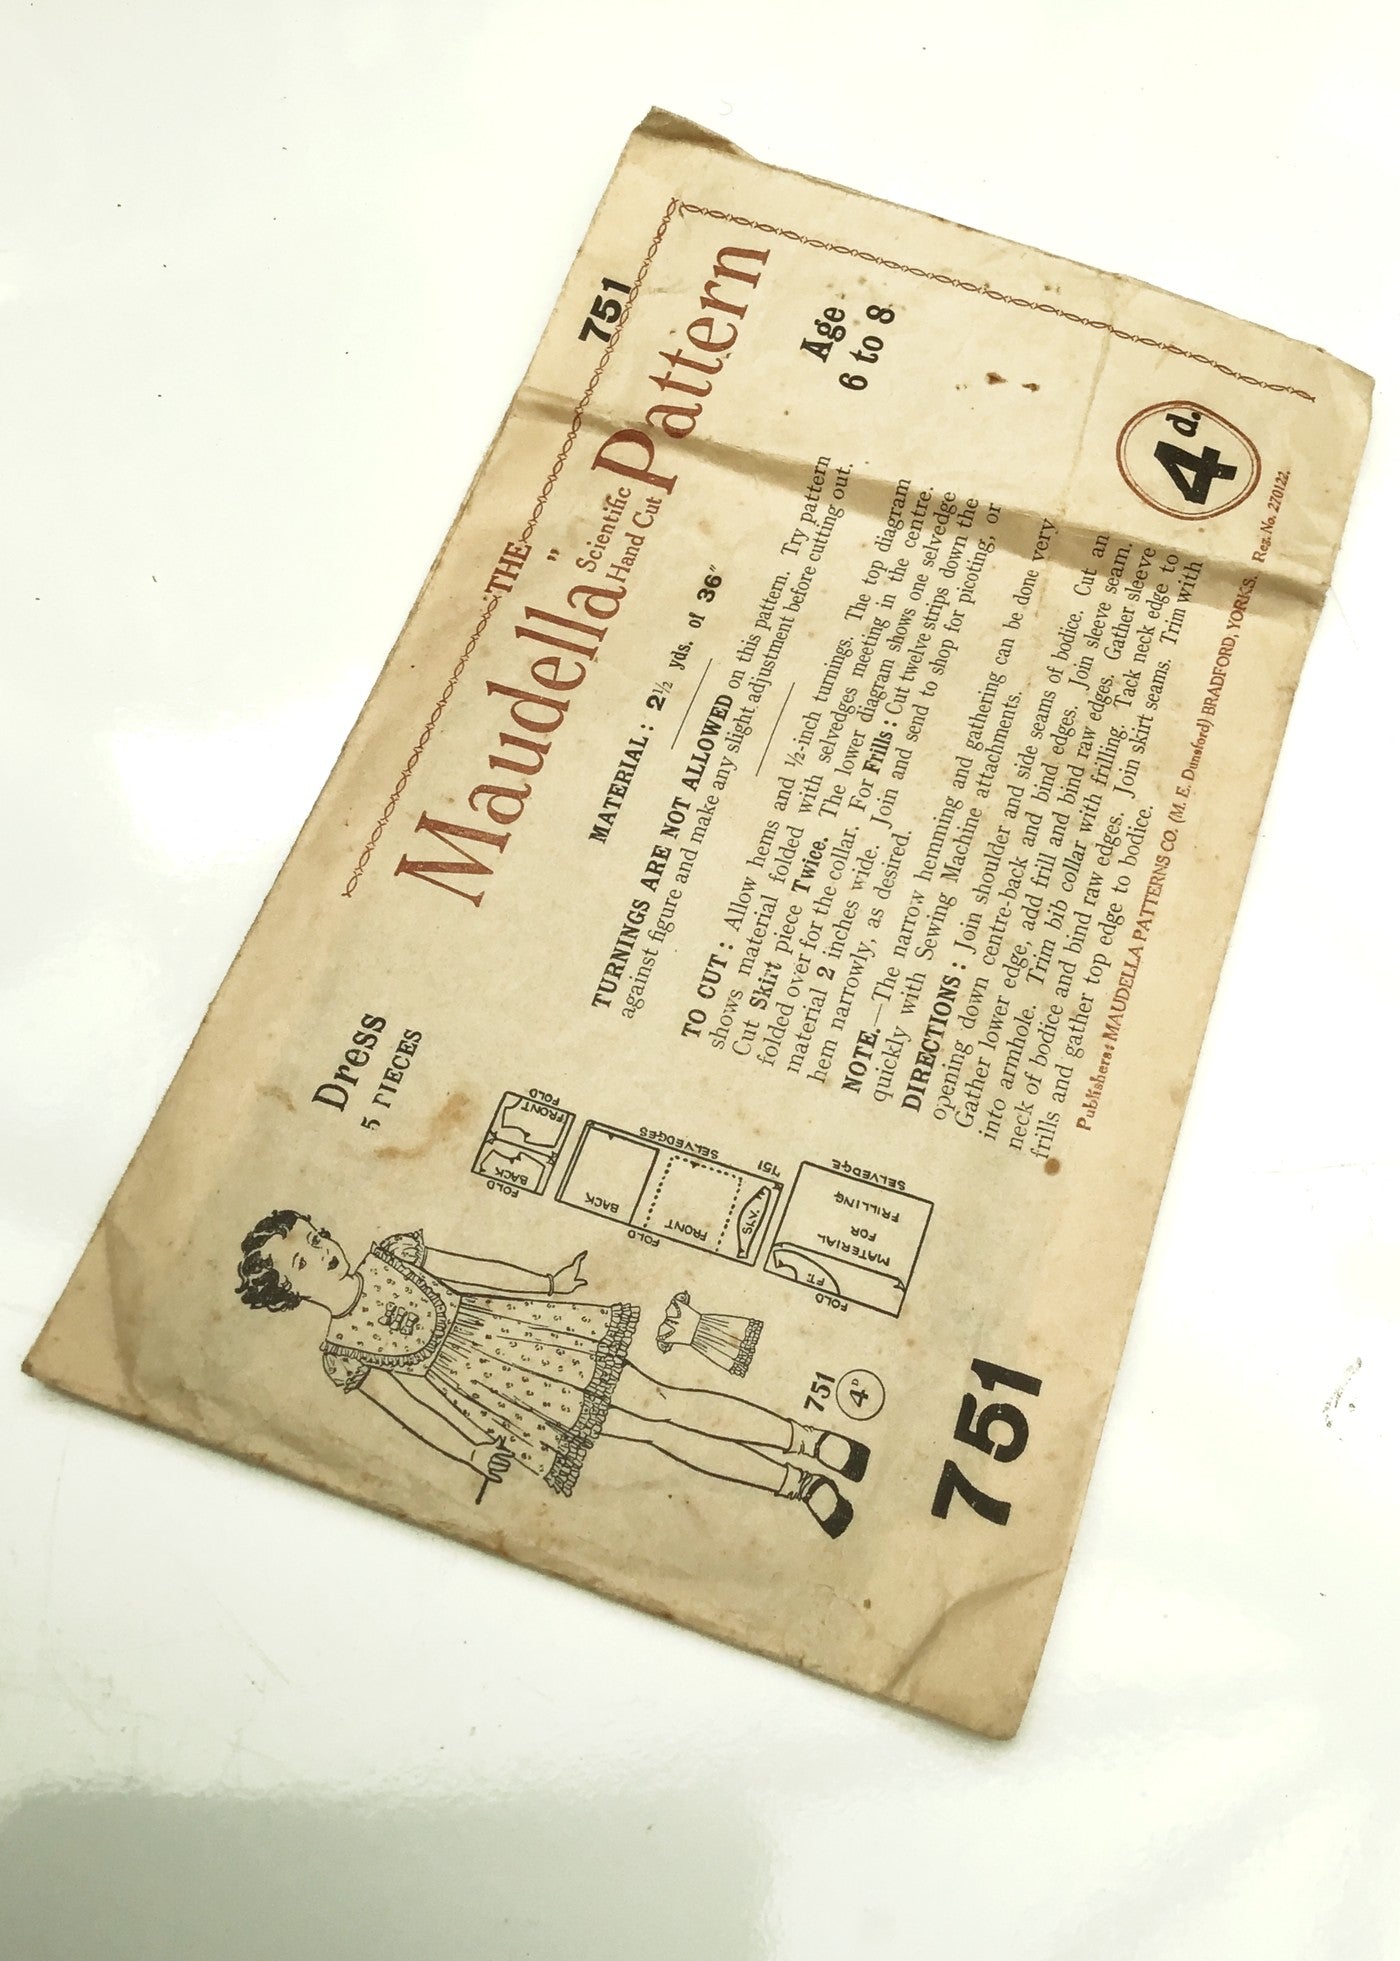 751
THE
"Maudella" Scientific Hand Cut Pattern
Dress
5 PIECES
MATERIAL: 2½ yds. of 36"
Age
6 to 8
TURNINGS ARE NOT ALLOWED on this pattern. Try pattern
against figure and make any slight adjustment before cutting out.
TO CUT: Allow hems and ½-inch turnings. The top diagram
shows material folded with selvedges meeting in the centre.
Cut Skirt piece Twice. The lower diagram shows one selvedge
folded over for the collar. For Frills: Cut twelve strips down the
material 2 inches wide. Join and send to shop for picoting, or
hem narrowly, as desired.
NOTE.—The narrow hemming and gathering can be done very
quickly with Sewing Machine attachments.
DIRECTIONS: Join shoulder and side seams of bodice. Cut an
opening down centre-back and bind edges. Join sleeve seam.
Gather lower edge, add frill and bind raw edges. Gather sleeve
into armhole. Trim bib collar with frilling. Tack neck edge to
neck of bodice and bind raw edges. Join skirt seams. Trim with
frills and gather top edge to bodice.
4d.
Publishers: MAUDELLA PATTERNS CO. (M. E. Dunsford) BRADFORD, YORKS. Reg. No. 270122.
FOLD
FRONT
BACK
FOLD
SELVEDGES
SELVEDGES
BACK
FRONT
SLV.
751
FOLD
SELVEDGE
MATERIAL
FOR
FRILLING
FT.
FOLD
751
4D
751